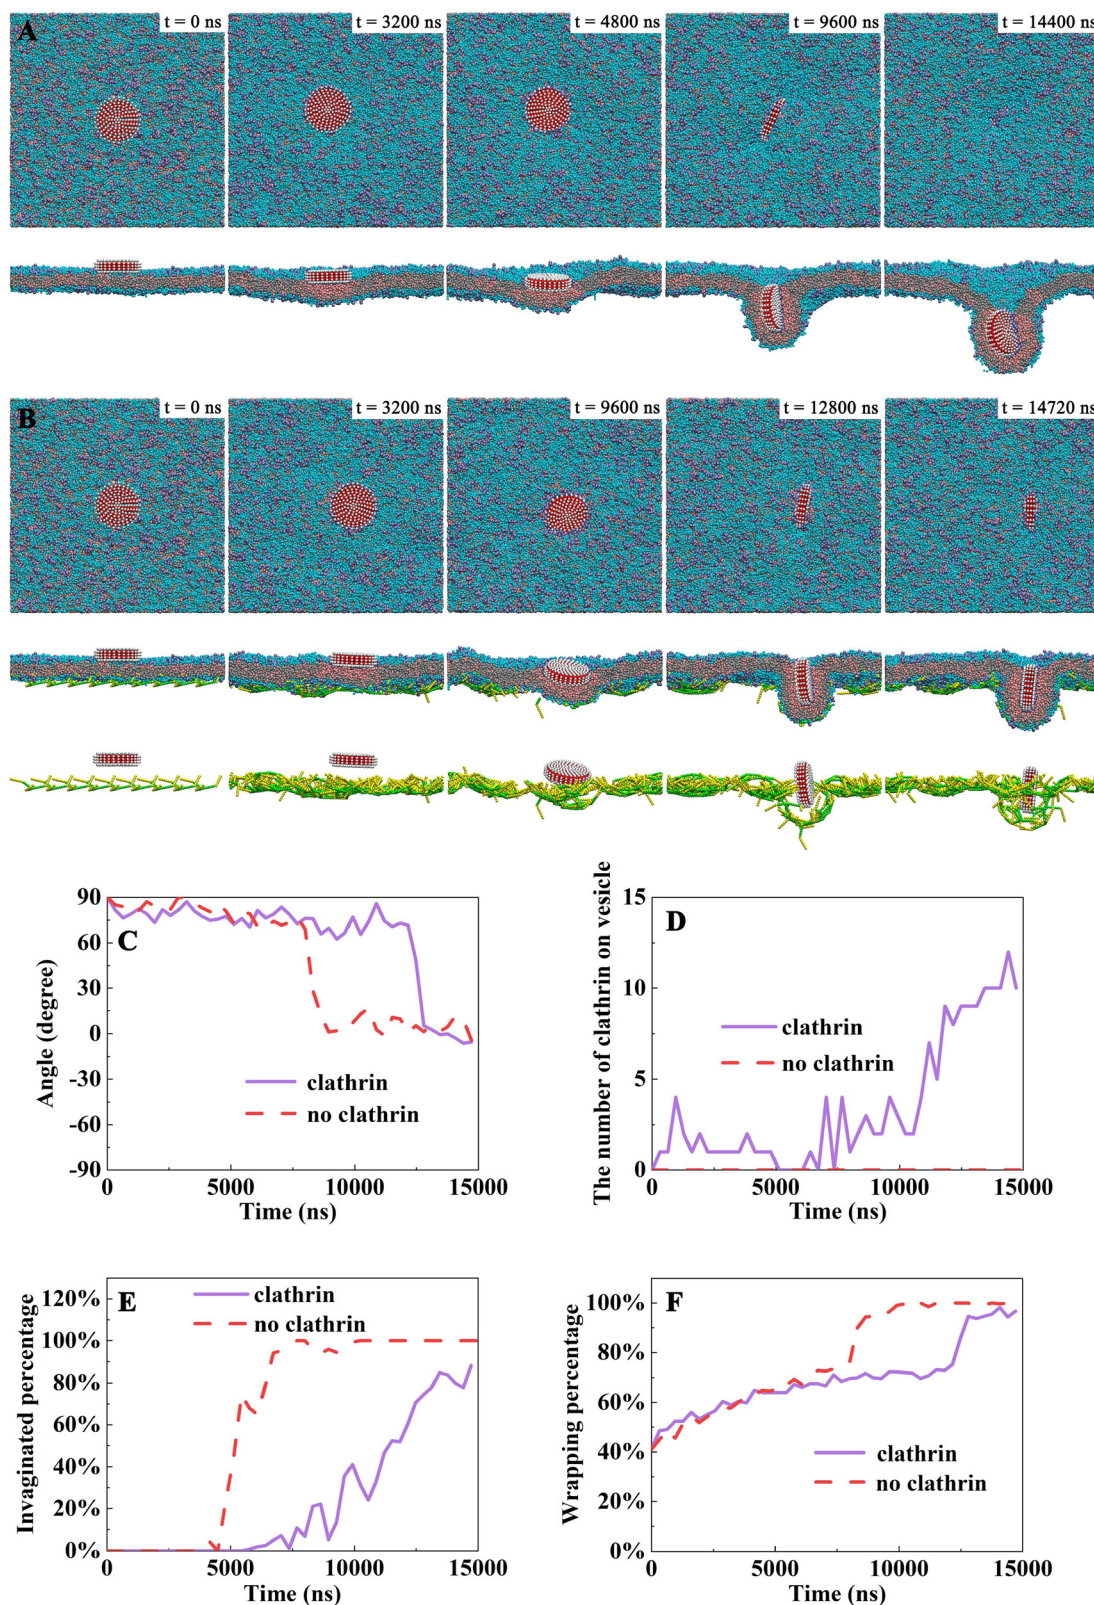 A
t = 0 ns
t = 3200 ns
t = 4800 ns
t = 9600 ns
t = 14400 ns
B
t = 0 ns
t = 3200 ns
t = 9600 ns
t = 12800 ns
t = 14720 ns
C
Angle (degree)
90
60
30
0
-30
-60
-90
clathrin
no clathrin
0
5000
10000
15000
Time (ns)
D
The number of clathrin on vesicle
15
10
5
0
clathrin
no clathrin
0
5000
10000
15000
Time (ns)
E
Invaginated percentage
120%
100%
80%
60%
40%
20%
0%
clathrin
no clathrin
0
5000
10000
15000
Time (ns)
F
Wrapping percentage
100%
80%
60%
40%
20%
0%
clathrin
no clathrin
0
5000
10000
15000
Time (ns)